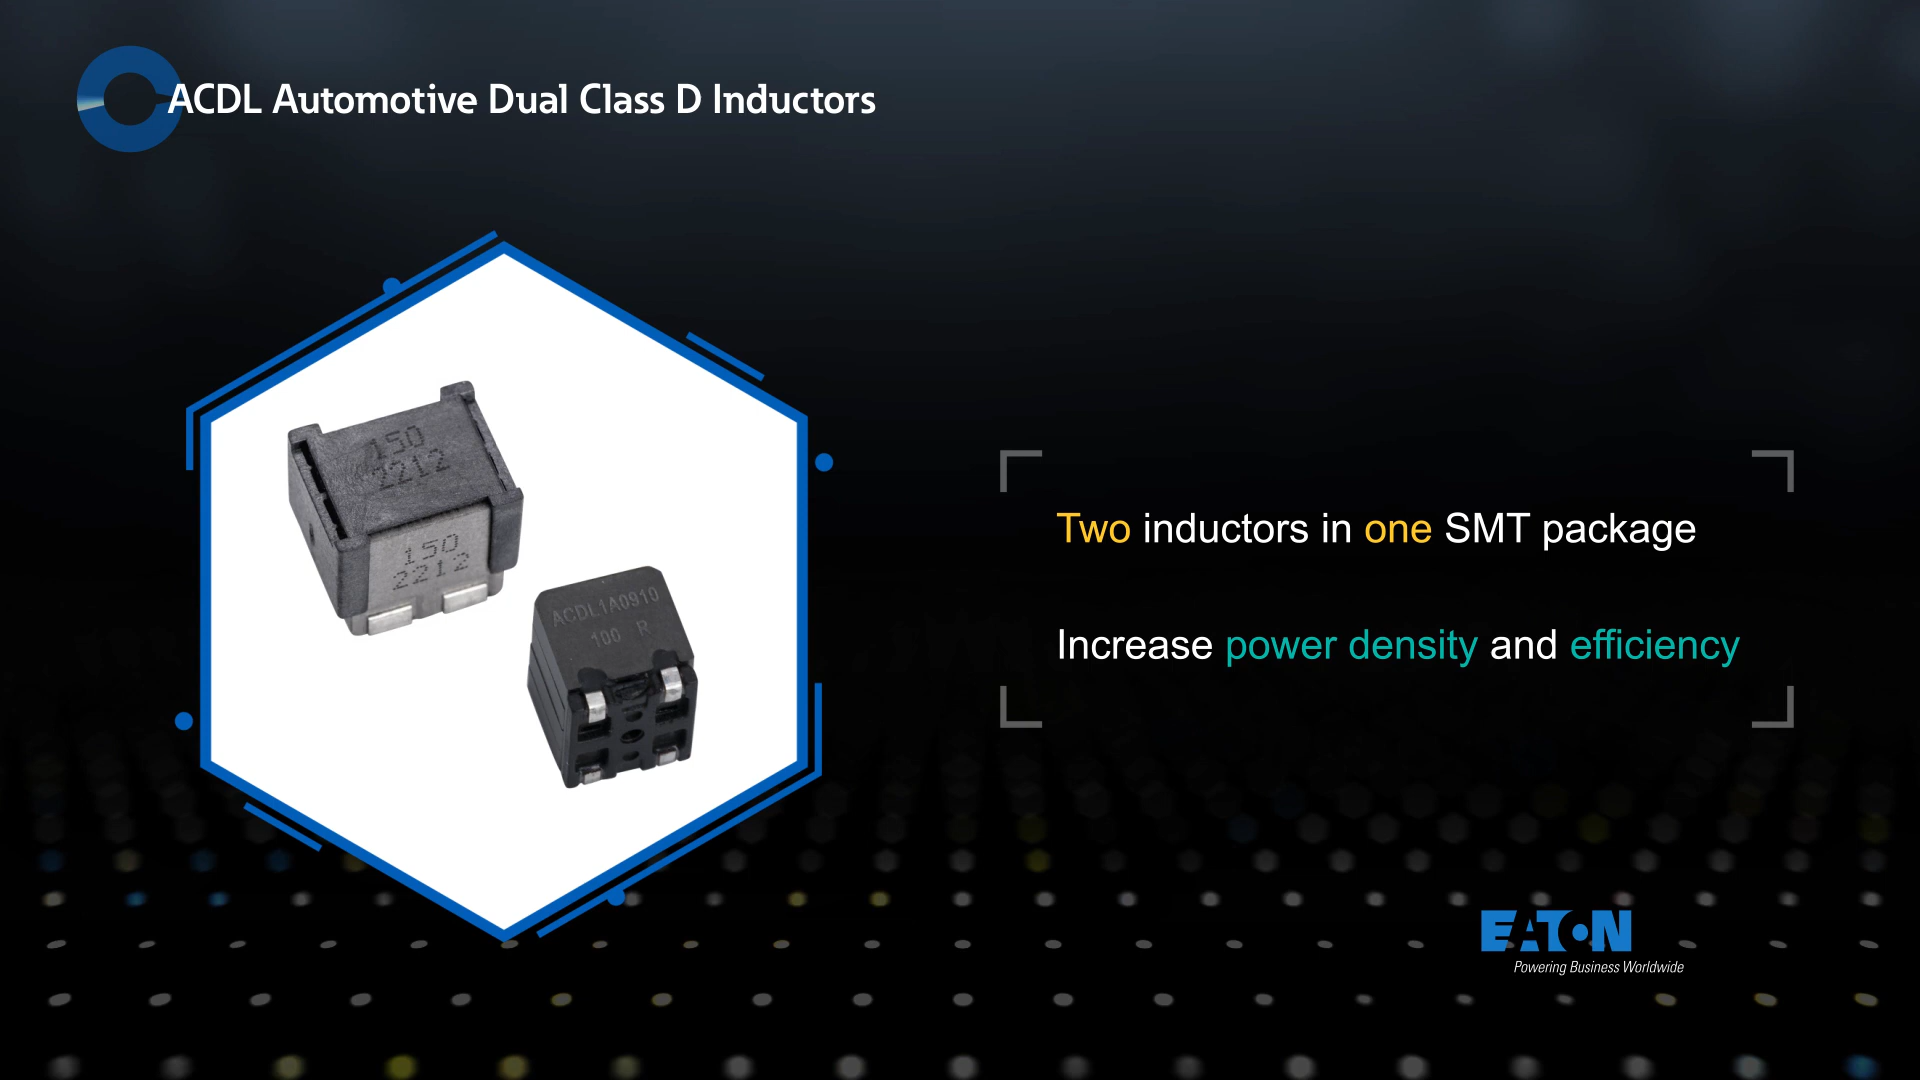 ACDL Automotive Dual Class D Inductors
150
2212
150
2212
ACDL1A0910
100 R
Two inductors in one SMT package
Increase power density and efficiency
EATON
Powering Business Worldwide